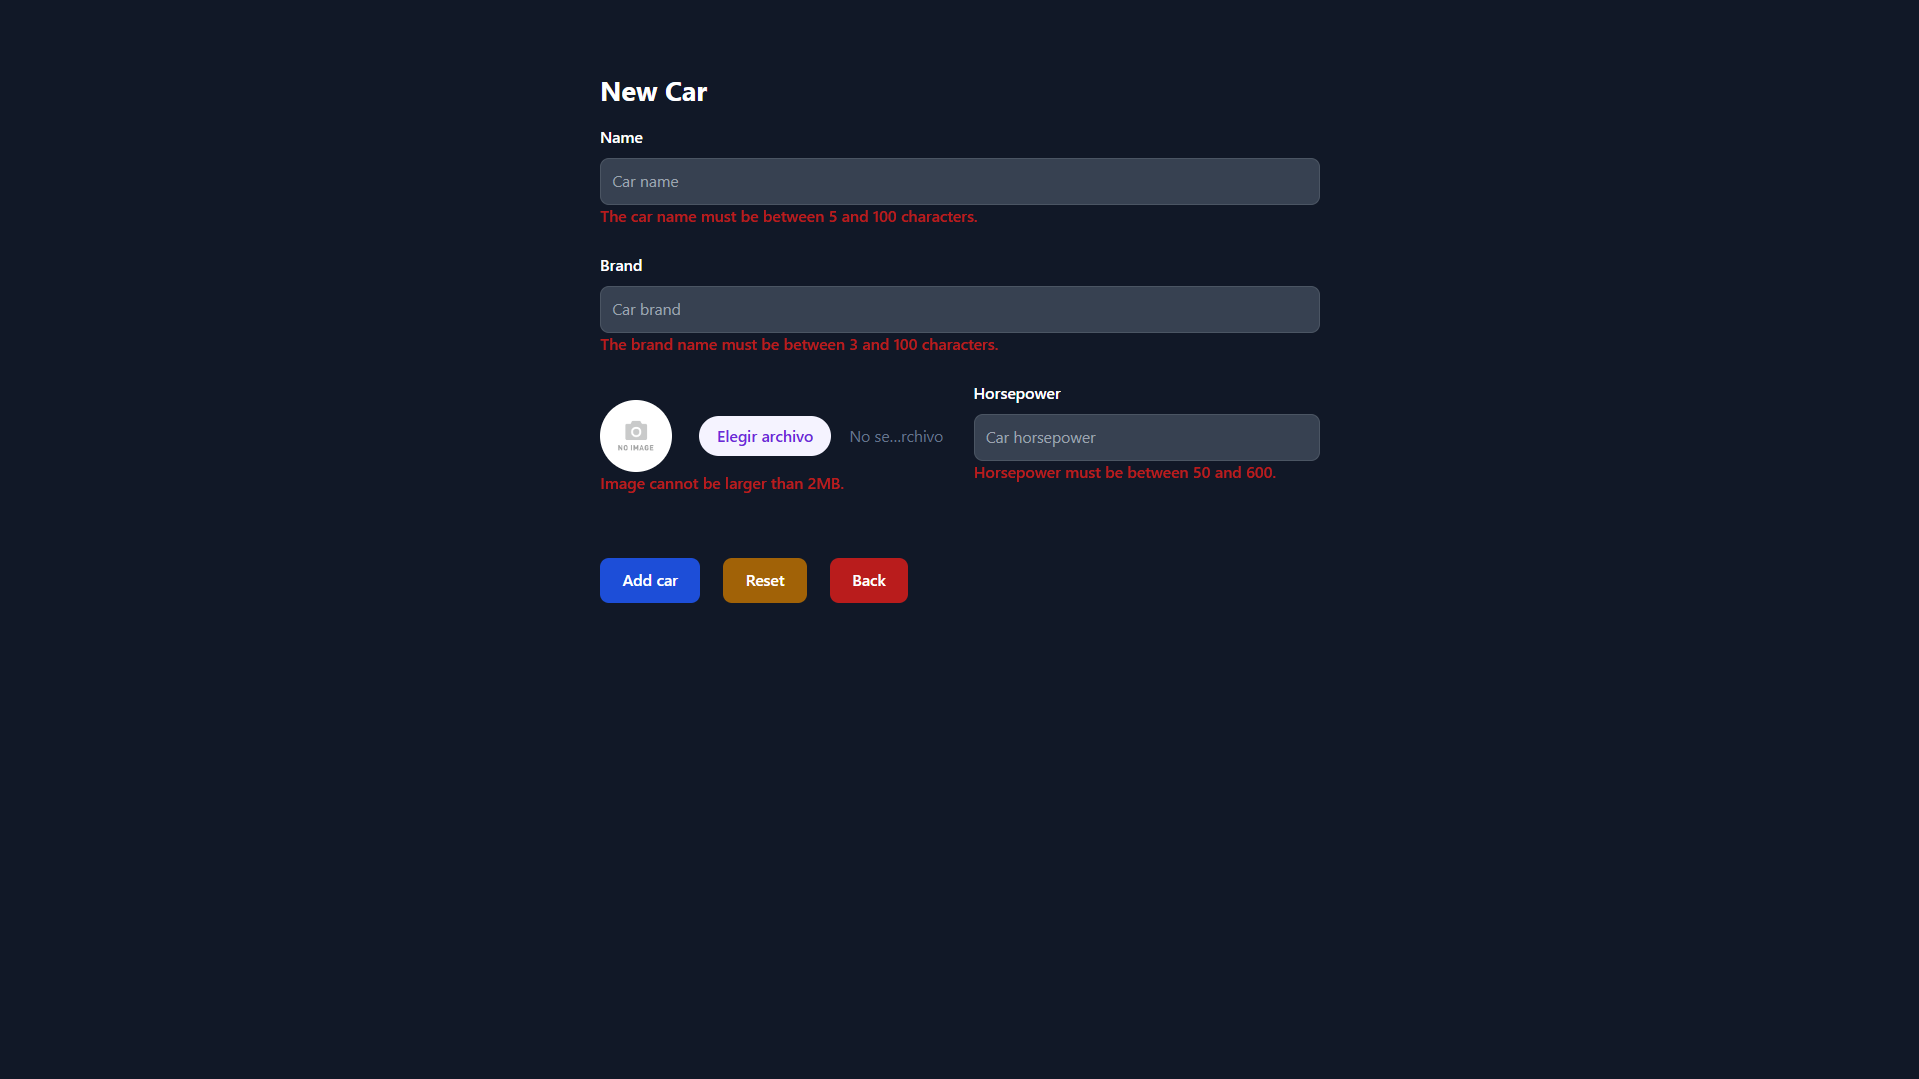 New Car
Name
Car name
The car name must be between 5 and 100 characters.
Brand
Car brand
The brand name must be between 3 and 100 characters.
NO IMAGE
Elegir archivo
No se...rchivo
Image cannot be larger than 2MB.
Horsepower
Car horsepower
Horsepower must be between 50 and 600.
Add car
Reset
Back